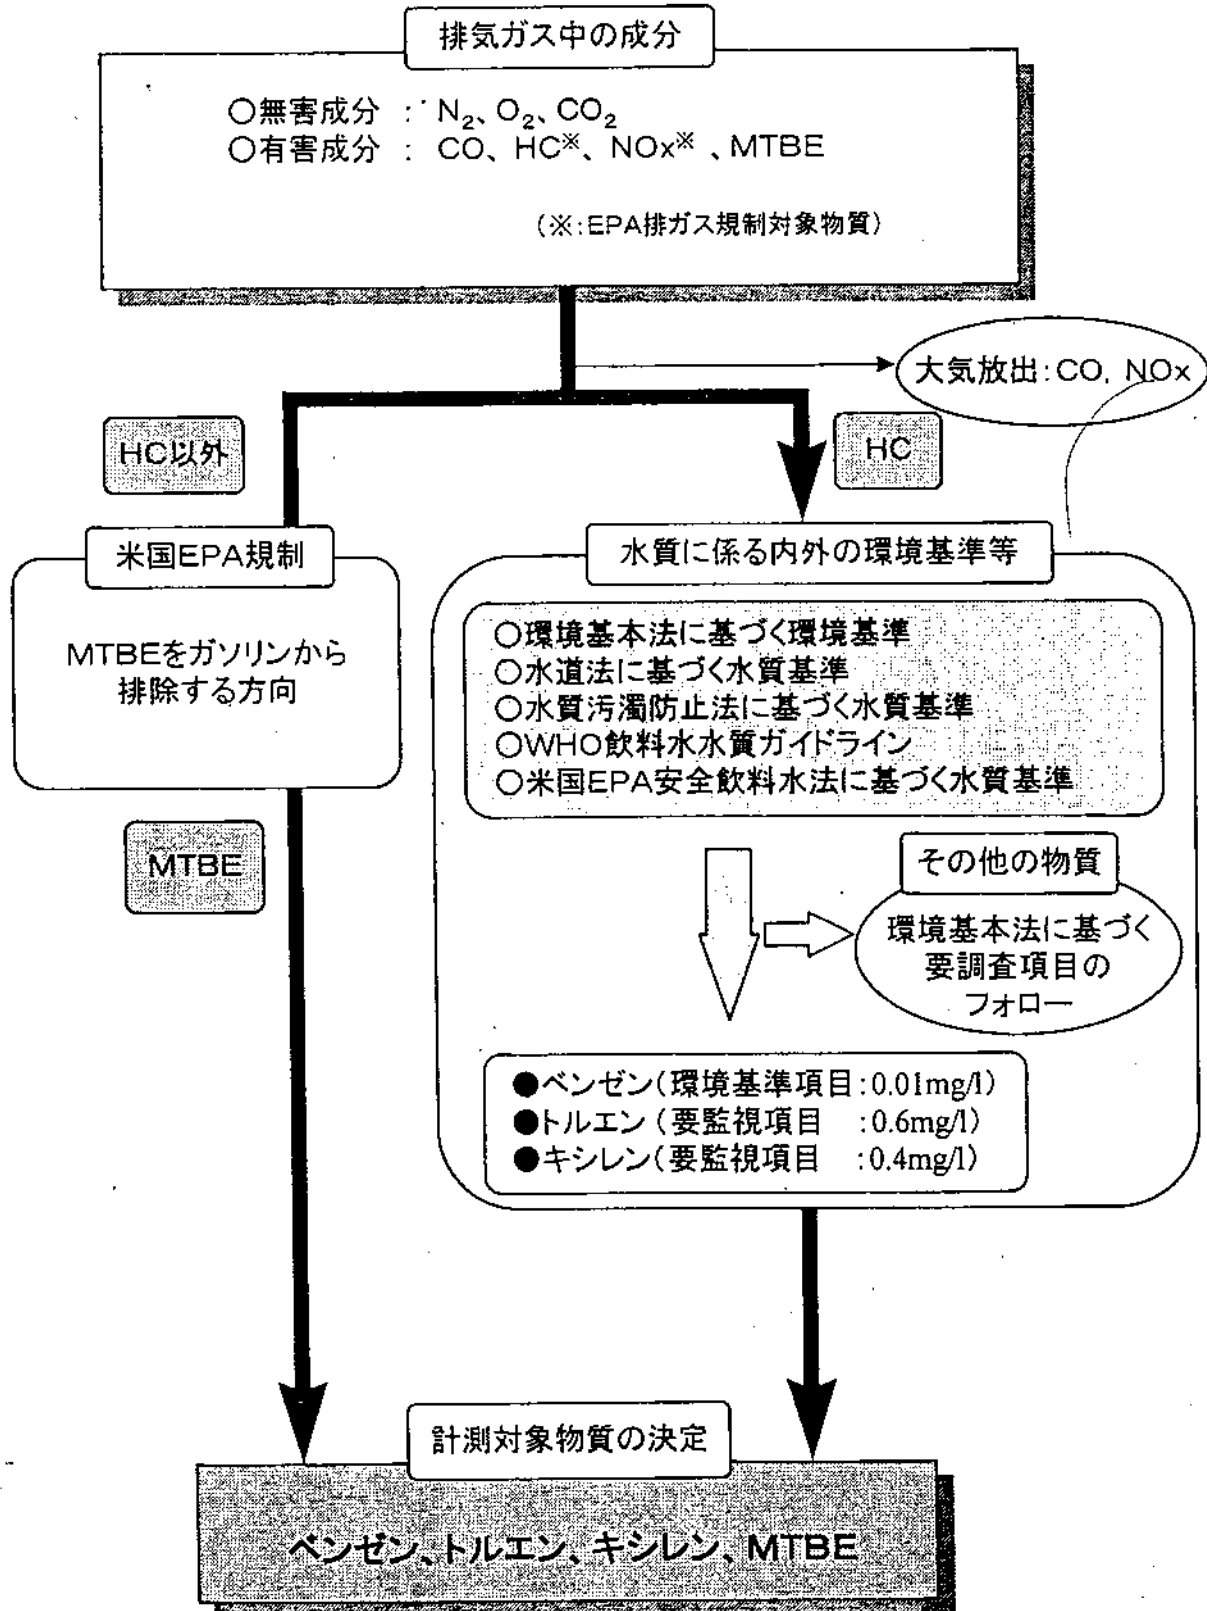 排気ガス中の成分
○無害成分 : N₂、O₂、CO₂
○有害成分 : CO、HC※、NOx※、MTBE
(※:EPA排ガス規制対象物質)
大気放出:CO, NOx
HC以外
HC
米国EPA規制
MTBEをガソリンから
排除する方向
MTBE
水質に係る内外の環境基準等
○環境基本法に基づく環境基準
○水道法に基づく水質基準
○水質汚濁防止法に基づく水質基準
○WHO飲料水水質ガイドライン
○米国EPA安全飲料水法に基づく水質基準
その他の物質
環境基本法に基づく
要調査項目の
フォロー
●ベンゼン(環境基準項目:0.01mg/l)
●トルエン(要監視項目 :0.6mg/l)
●キシレン(要監視項目 :0.4mg/l)
計測対象物質の決定
ベンゼン、トルエン、キシレン、MTBE